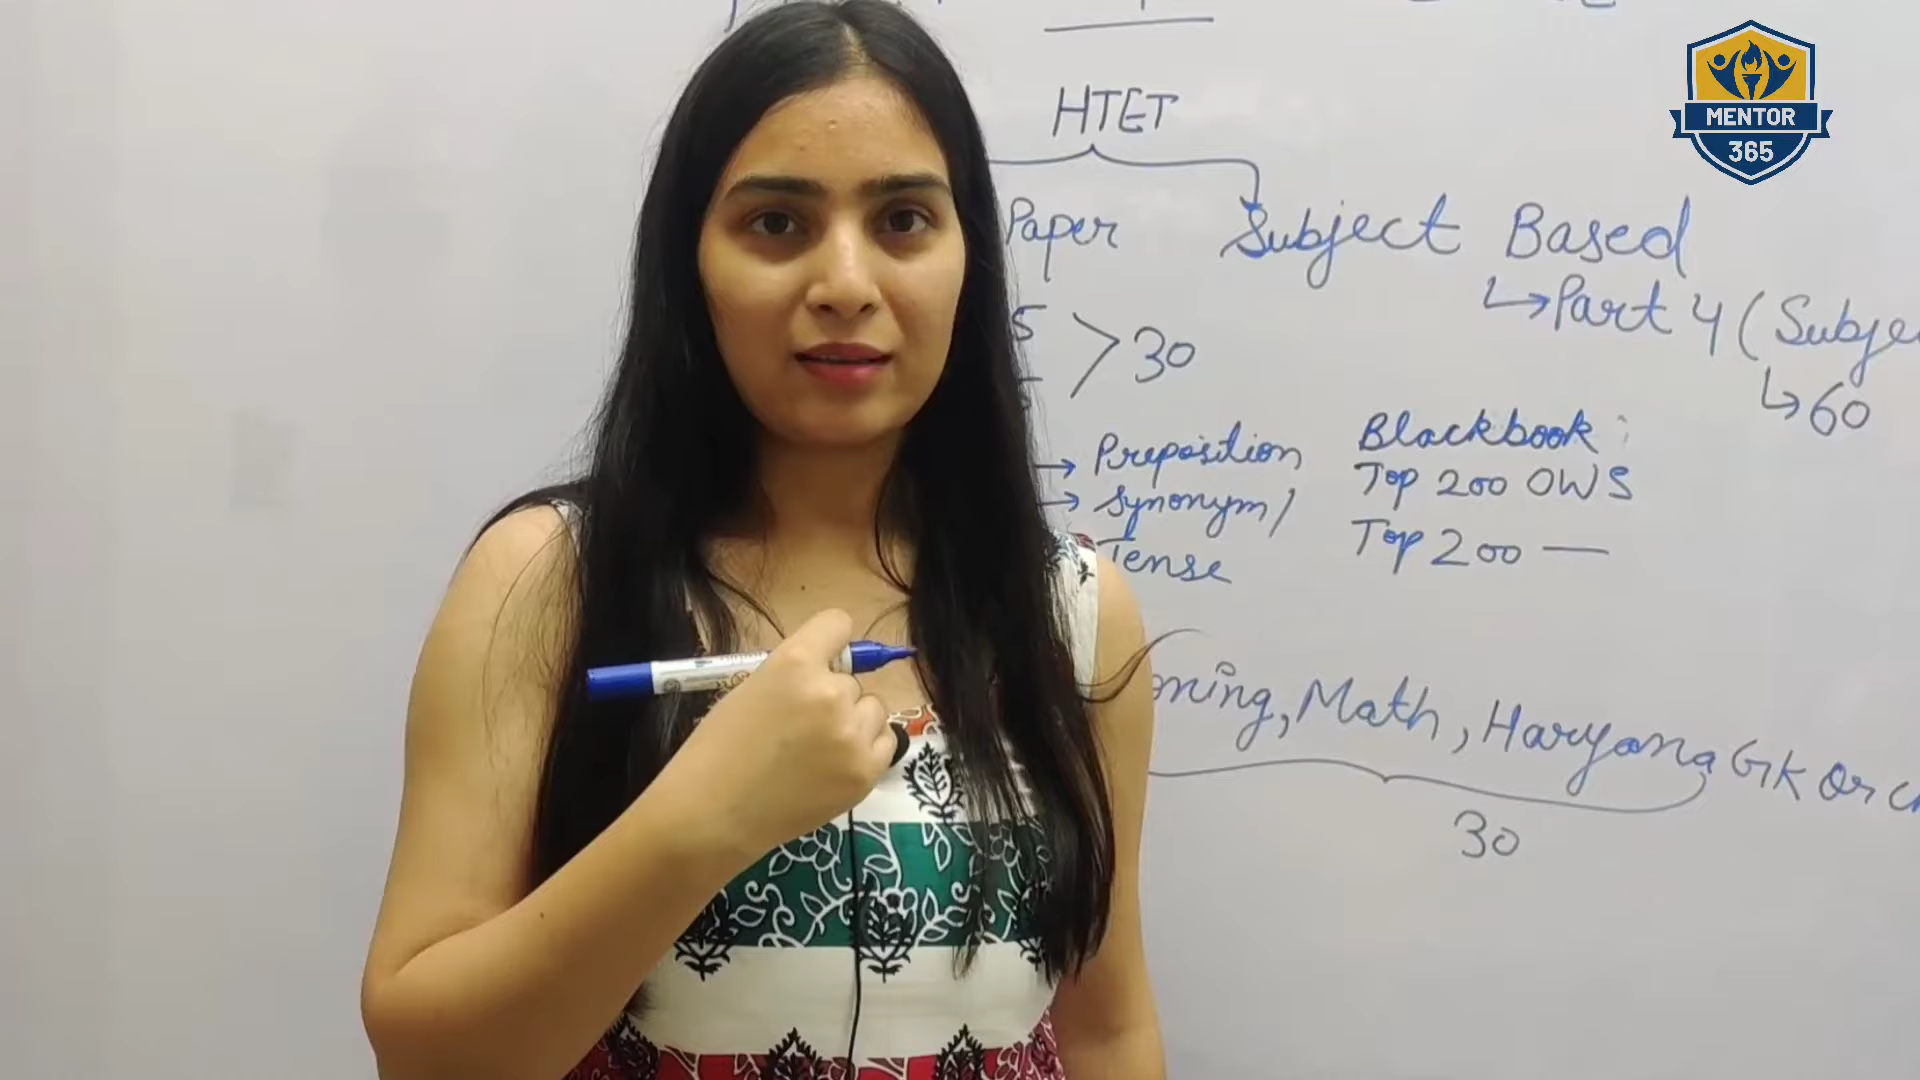 HTET
MENTOR
365
Paper
Subject Based
Part 4 (Subje
5
30
60
Preposition
Synonym/
Tense
Blackbook :
Top 200 OWS
Top 200 —
ning, Math, Haryana GK or
30